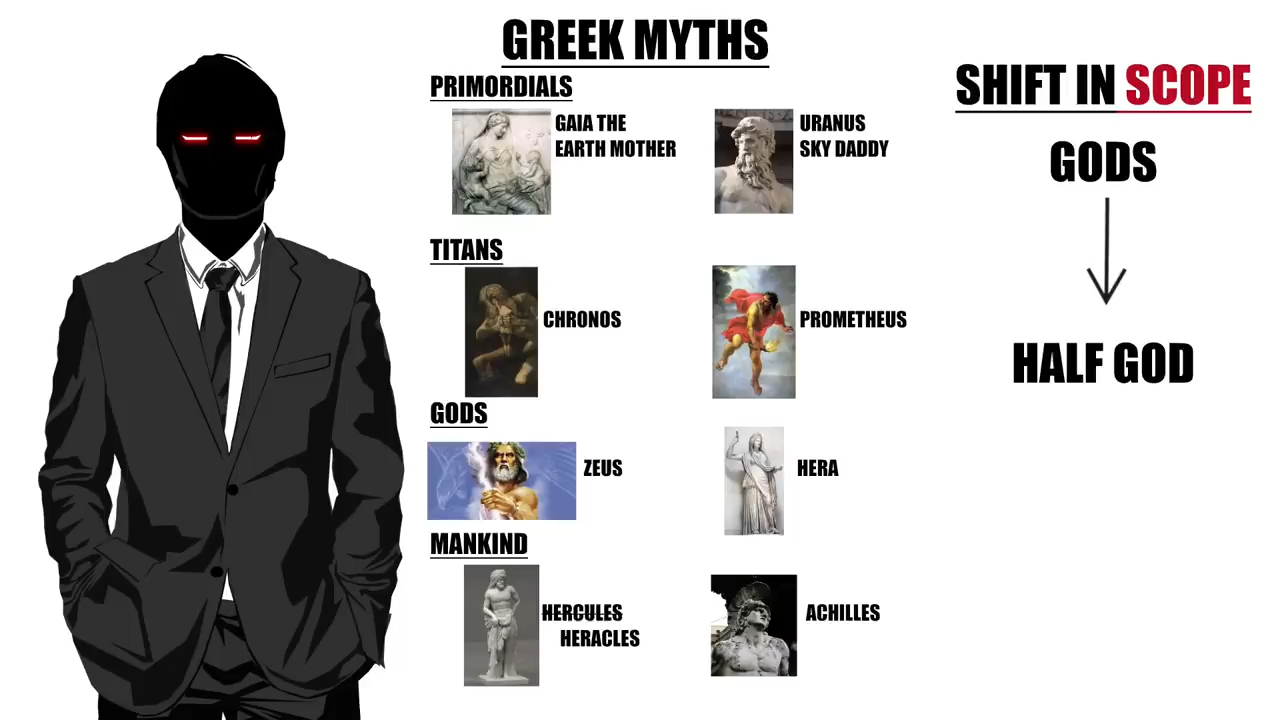 GREEK MYTHS
PRIMORDIALS
GAIA THE
EARTH MOTHER
URANUS
SKY DADDY
TITANS
CHRONOS
PROMETHEUS
GODS
ZEUS
HERA
MANKIND
HERCULES
HERACLES
ACHILLES
SHIFT IN SCOPE
GODS
HALF GOD